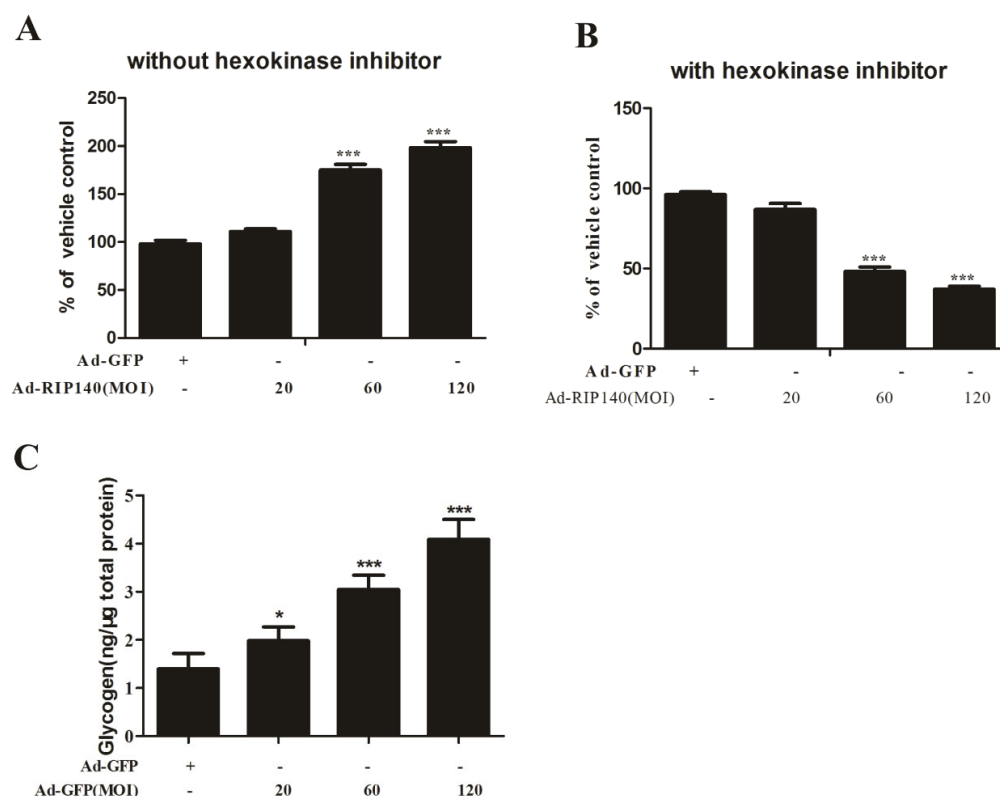 A
without hexokinase inhibitor
% of vehicle control
250
200
150
100
50
0
***
***
Ad-GFP + - - -
Ad-RIP140(MOI) - 20 60 120
B
with hexokinase inhibitor
% of vehicle control
150
100
50
0
***
***
Ad-GFP + - - -
Ad-RIP140(MOI) - 20 60 120
C
Glycogen(ng/μg total protein)
5
4
3
2
1
0
*
***
***
Ad-GFP + - - -
Ad-GFP(MOI) - 20 60 120